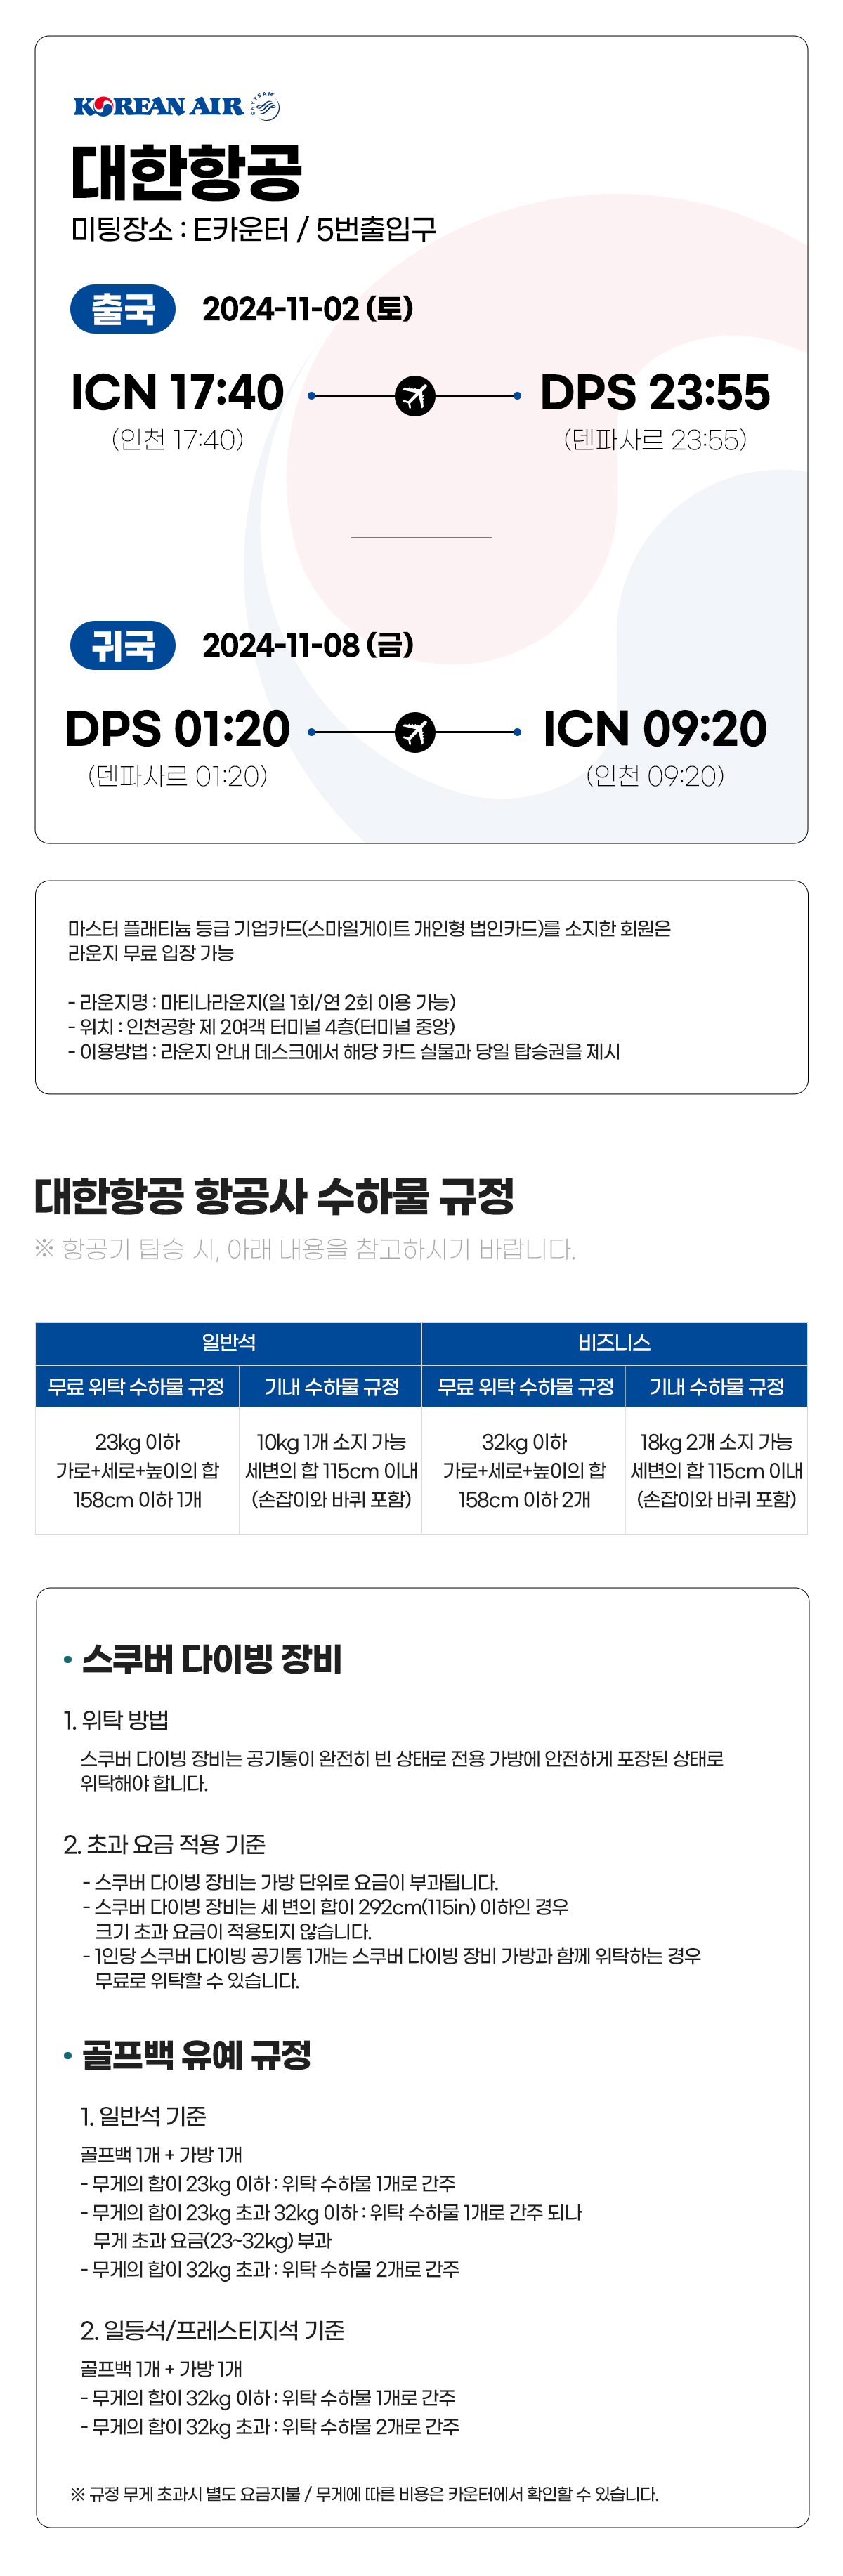 KOREAN AIR SKYTEAM
대한항공
미팅장소 : E카운터 / 5번출입구
출국 2024-11-02 (토)
ICN 17:40 DPS 23:55
(인천 17:40) (덴파사르 23:55)
귀국 2024-11-08 (금)
DPS 01:20 ICN 09:20
(덴파사르 01:20) (인천 09:20)
마스터 플래티늄 등급 기업카드(스마일게이트 개인형 법인카드)를 소지한 회원은
라운지 무료 입장 가능
- 라운지명 : 마티나라운지(일 1회/연 2회 이용 가능)
- 위치 : 인천공항 제 2여객 터미널 4층(터미널 중앙)
- 이용방법 : 라운지 안내 데스크에서 해당 카드 실물과 당일 탑승권을 제시
대한항공 항공사 수하물 규정
※ 항공기 탑승 시, 아래 내용을 참고하시기 바랍니다.
일반석 비즈니스
무료 위탁 수하물 규정 기내 수하물 규정 무료 위탁 수하물 규정 기내 수하물 규정
23kg 이하 10kg 1개 소지 가능 32kg 이하 18kg 2개 소지 가능
가로+세로+높이의 합 세변의 합 115cm 이내 가로+세로+높이의 합 세변의 합 115cm 이내
158cm 이하 1개 (손잡이와 바퀴 포함) 158cm 이하 2개 (손잡이와 바퀴 포함)
• 스쿠버 다이빙 장비
1. 위탁 방법
스쿠버 다이빙 장비는 공기통이 완전히 빈 상태로 전용 가방에 안전하게 포장된 상태로
위탁해야 합니다.
2. 초과 요금 적용 기준
- 스쿠버 다이빙 장비는 가방 단위로 요금이 부과됩니다.
- 스쿠버 다이빙 장비는 세 변의 합이 292cm(115in) 이하인 경우
크기 초과 요금이 적용되지 않습니다.
- 1인당 스쿠버 다이빙 공기통 1개는 스쿠버 다이빙 장비 가방과 함께 위탁하는 경우
무료로 위탁할 수 있습니다.
• 골프백 유예 규정
1. 일반석 기준
골프백 1개 + 가방 1개
- 무게의 합이 23kg 이하 : 위탁 수하물 1개로 간주
- 무게의 합이 23kg 초과 32kg 이하 : 위탁 수하물 1개로 간주 되나
무게 초과 요금(23~32kg) 부과
- 무게의 합이 32kg 초과 : 위탁 수하물 2개로 간주
2. 일등석/프레스티지석 기준
골프백 1개 + 가방 1개
- 무게의 합이 32kg 이하 : 위탁 수하물 1개로 간주
- 무게의 합이 32kg 초과 : 위탁 수하물 2개로 간주
※ 규정 무게 초과시 별도 요금지불 / 무게에 따른 비용은 카운터에서 확인할 수 있습니다.